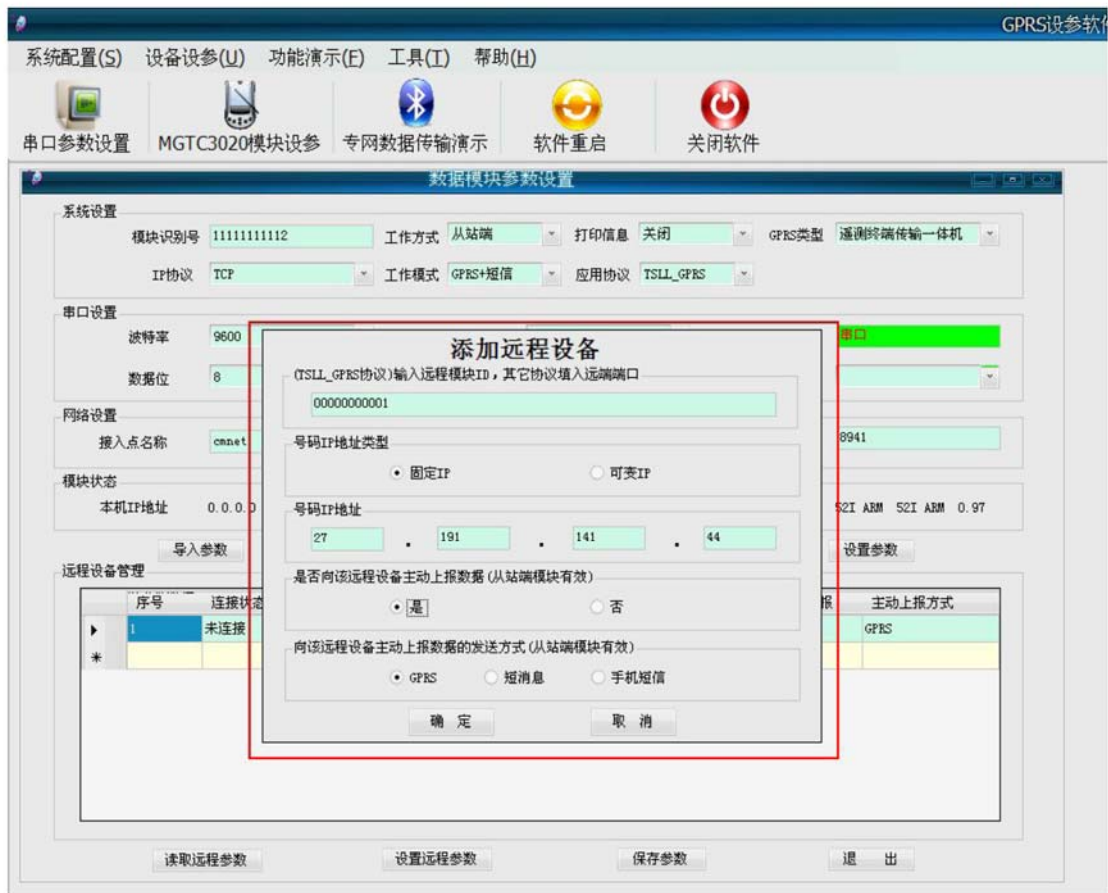 GPRS设参软件
系统配置(S) 设备设参(U) 功能演示(F) 工具(T) 帮助(H)
串口参数设置 MGTC3020模块设参 专网数据传输演示 软件重启 关闭软件
数据模块参数设置
系统设置
模块识别号 11111111112 工作方式 从站端 打印信息 关闭 GPRS类型 遥测终端传输一体机
IP协议 TCP 工作模式 GPRS+短信 应用协议 TSLL_GPRS
串口设置
波特率 9600 串口
添加远程设备
(TSLL_GPRS协议)输入远程模块ID，其它协议填入远端端口
数据位 8
00000000001
网络设置
接入点名称 cmnet 8941
号码IP地址类型
固定IP 可变IP
模块状态
本机IP地址 0.0.0.0 52I ARM 52I ARM 0.97
号码IP地址
27 . 191 . 141 . 44
导入参数 设置参数
远程设备管理
是否向该远程设备主动上报数据(从站端模块有效)
是 否
序号 连接状态 报 主动上报方式
1 未连接 GPRS
向该远程设备主动上报数据的发送方式(从站端模块有效)
GPRS 短消息 手机短信
确 定 取 消
读取远程参数 设置远程参数 保存参数 退 出